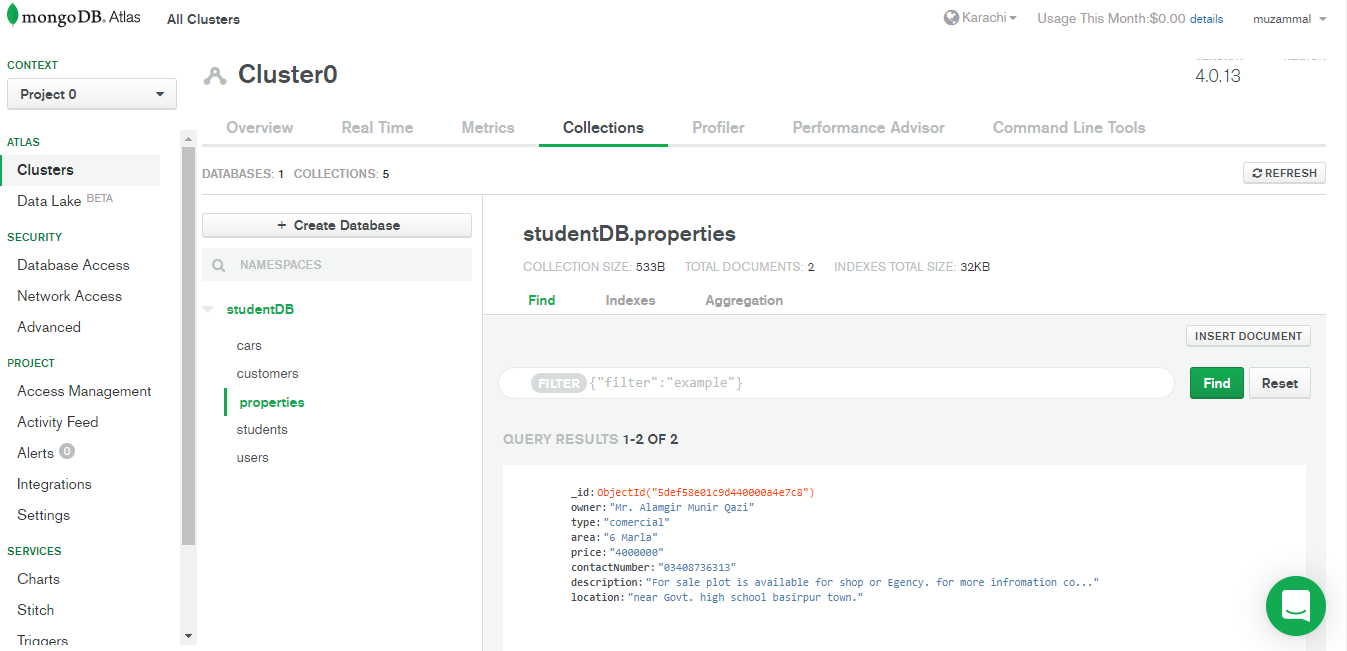 mongoDB. Atlas
All Clusters
Karachi
Usage This Month:$0.00 details
muzammal
CONTEXT
Project 0
ATLAS
Clusters
Data Lake BETA
SECURITY
Database Access
Network Access
Advanced
PROJECT
Access Management
Activity Feed
Alerts 0
Integrations
Settings
SERVICES
Charts
Stitch
Triggers
Cluster0
4.0.13
Overview
Real Time
Metrics
Collections
Profiler
Performance Advisor
Command Line Tools
DATABASES: 1 COLLECTIONS: 5
REFRESH
+ Create Database
NAMESPACES
studentDB
cars
customers
properties
students
users
studentDB.properties
COLLECTION SIZE: 533B TOTAL DOCUMENTS: 2 INDEXES TOTAL SIZE: 32KB
Find
Indexes
Aggregation
INSERT DOCUMENT
FILTER {"filter":"example"}
Find
Reset
QUERY RESULTS 1-2 OF 2
_id: ObjectId("5def58e01c9d440000a4e7c8")
owner: "Mr. Alamgir Munir Qazi"
type: "comercial"
area: "6 Marla"
price: "4000000"
contactNumber: "03408736313"
description: "For sale plot is available for shop or Egency. for more infromation co..."
location: "near Govt. high school basirpur town."